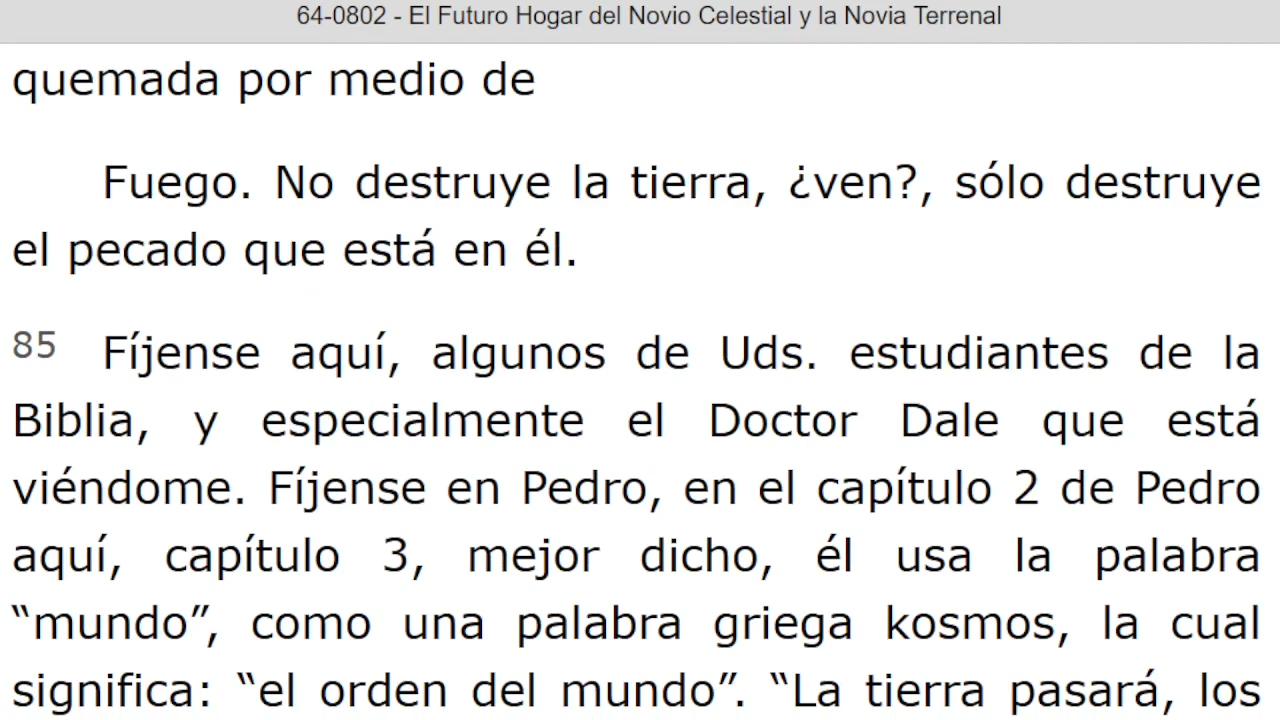 64-0802 - El Futuro Hogar del Novio Celestial y la Novia Terrenal
quemada por medio de
Fuego. No destruye la tierra, ¿ven?, sólo destruye
el pecado que está en él.
85 Fíjense aquí, algunos de Uds. estudiantes de la
Biblia, y especialmente el Doctor Dale que está
viéndome. Fíjense en Pedro, en el capítulo 2 de Pedro
aquí, capítulo 3, mejor dicho, él usa la palabra
“mundo”, como una palabra griega kosmos, la cual
significa: “el orden del mundo”. “La tierra pasará, los